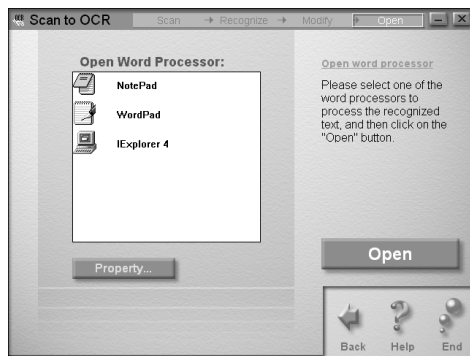 Scan to OCR
Scan → Recognize → Modify Open
Open Word Processor:
NotePad
WordPad
IExplorer 4
Property...
Open word processor
Please select one of the
word processors to
process the recognized
text, and then click on the
"Open" button.
Open
Back Help End